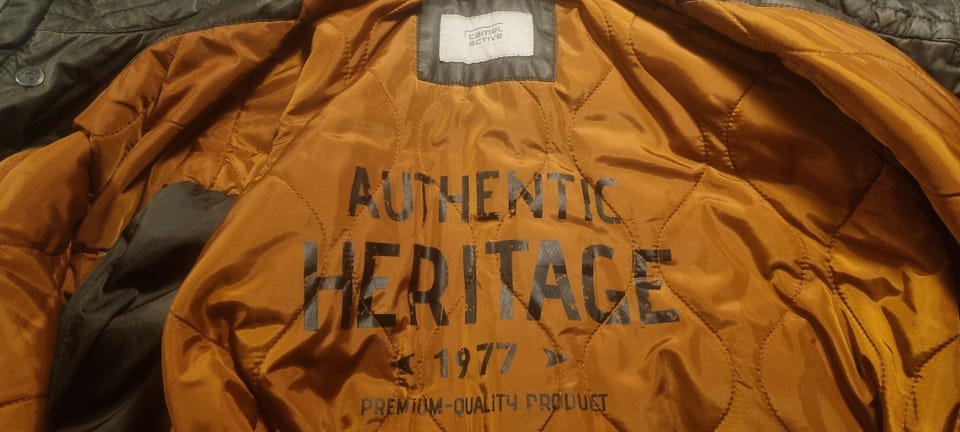 camel
active
AUTHENTIC
HERITAGE
1977
PREMIUM-QUALITY PRODUCT